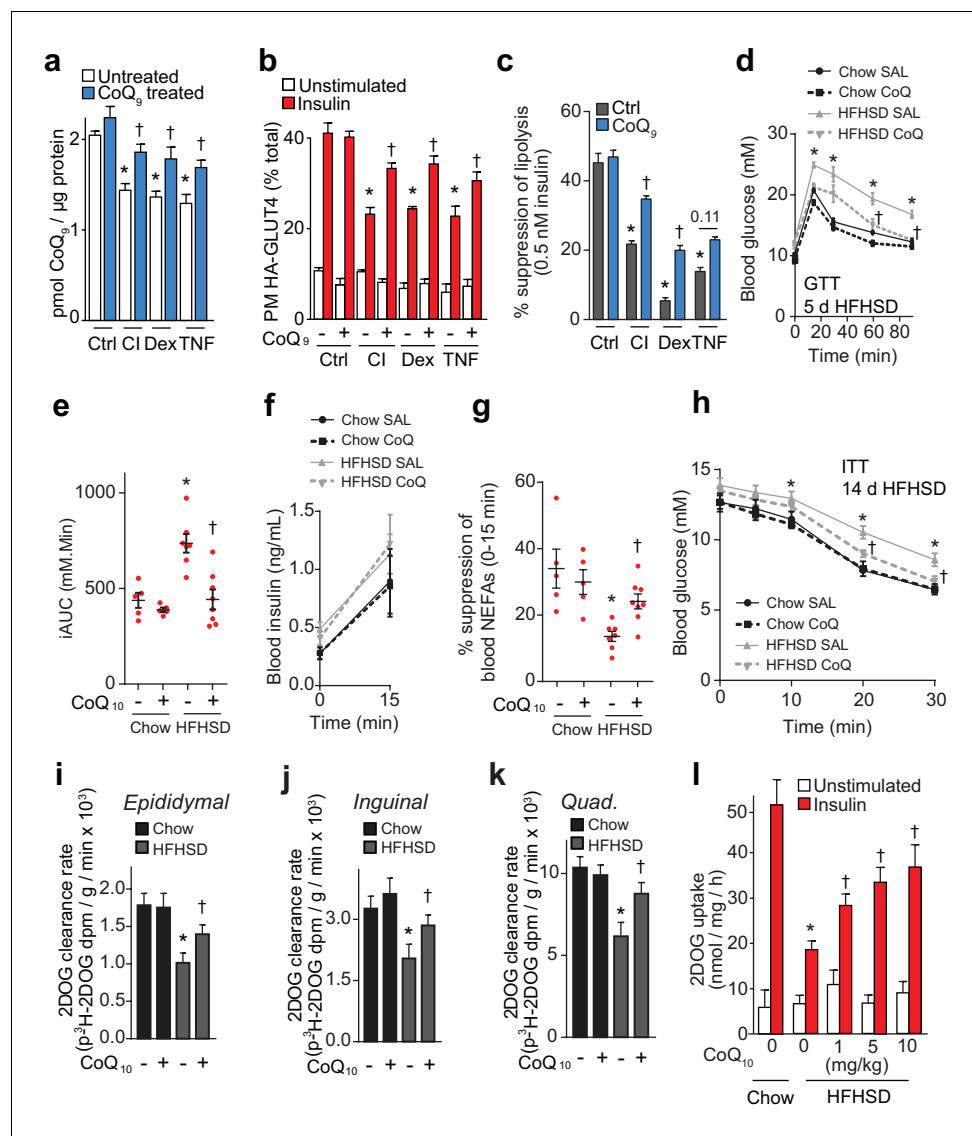 a
Untreated
CoQ9 treated
pmol CoQ9 / µg protein
2
1
0
* † * † * †
Ctrl CI Dex TNF
b
Unstimulated
Insulin
PM HA-GLUT4 (% total)
40
20
0
* † * † * †
CoQ9 - + - + - + - +
Ctrl CI Dex TNF
c
Ctrl
CoQ9
% suppression of lipolysis
(0.5 nM insulin)
60
40
20
0
* † * † * 0.11
Ctrl CI Dex TNF
d
Chow SAL
Chow CoQ
HFHSD SAL
HFHSD CoQ
Blood glucose
(mM)
30
20
10
0
* * * * † †
GTT
5 d HFHSD
0 20 40 60 80
Time (min)
e
iAUC (mM.Min)
1000
500
0
* †
CoQ10 - + - +
Chow HFHSD
f
Chow SAL
Chow CoQ
HFHSD SAL
HFHSD CoQ
Blood insulin (ng/mL)
1.5
1.0
0.5
0.0
0 15
Time (min)
g
% suppression of
blood NEFAs (0-15 min)
60
40
20
0
* †
CoQ10 - + - +
Chow HFHSD
h
ITT
14 d HFHSD
Blood glucose (mM)
15
10
5
0
* * * † †
Chow SAL
Chow CoQ
HFHSD SAL
HFHSD CoQ
0 10 20 30
Time (min)
i
Epididymal
Chow
HFHSD
2DOG clearance rate
(p-³H-2DOG dpm / g / min x 10³)
2.0
1.5
1.0
0.5
0.0
* †
CoQ10 - + - +
j
Inguinal
Chow
HFHSD
2DOG clearance rate
(p-³H-2DOG dpm / g / min x 10³)
3.0
1.5
0.0
* †
CoQ10 - + - +
k
Quad.
Chow
HFHSD
2DOG clearance rate
(p-³H-2DOG dpm / g / min x 10³)
10
5
0
* †
CoQ10 - + - +
l
Unstimulated
Insulin
2DOG uptake
(nmol / mg / h)
50
40
30
20
10
0
* † † †
CoQ10 0 0 1 5 10
(mg/kg)
Chow HFHSD